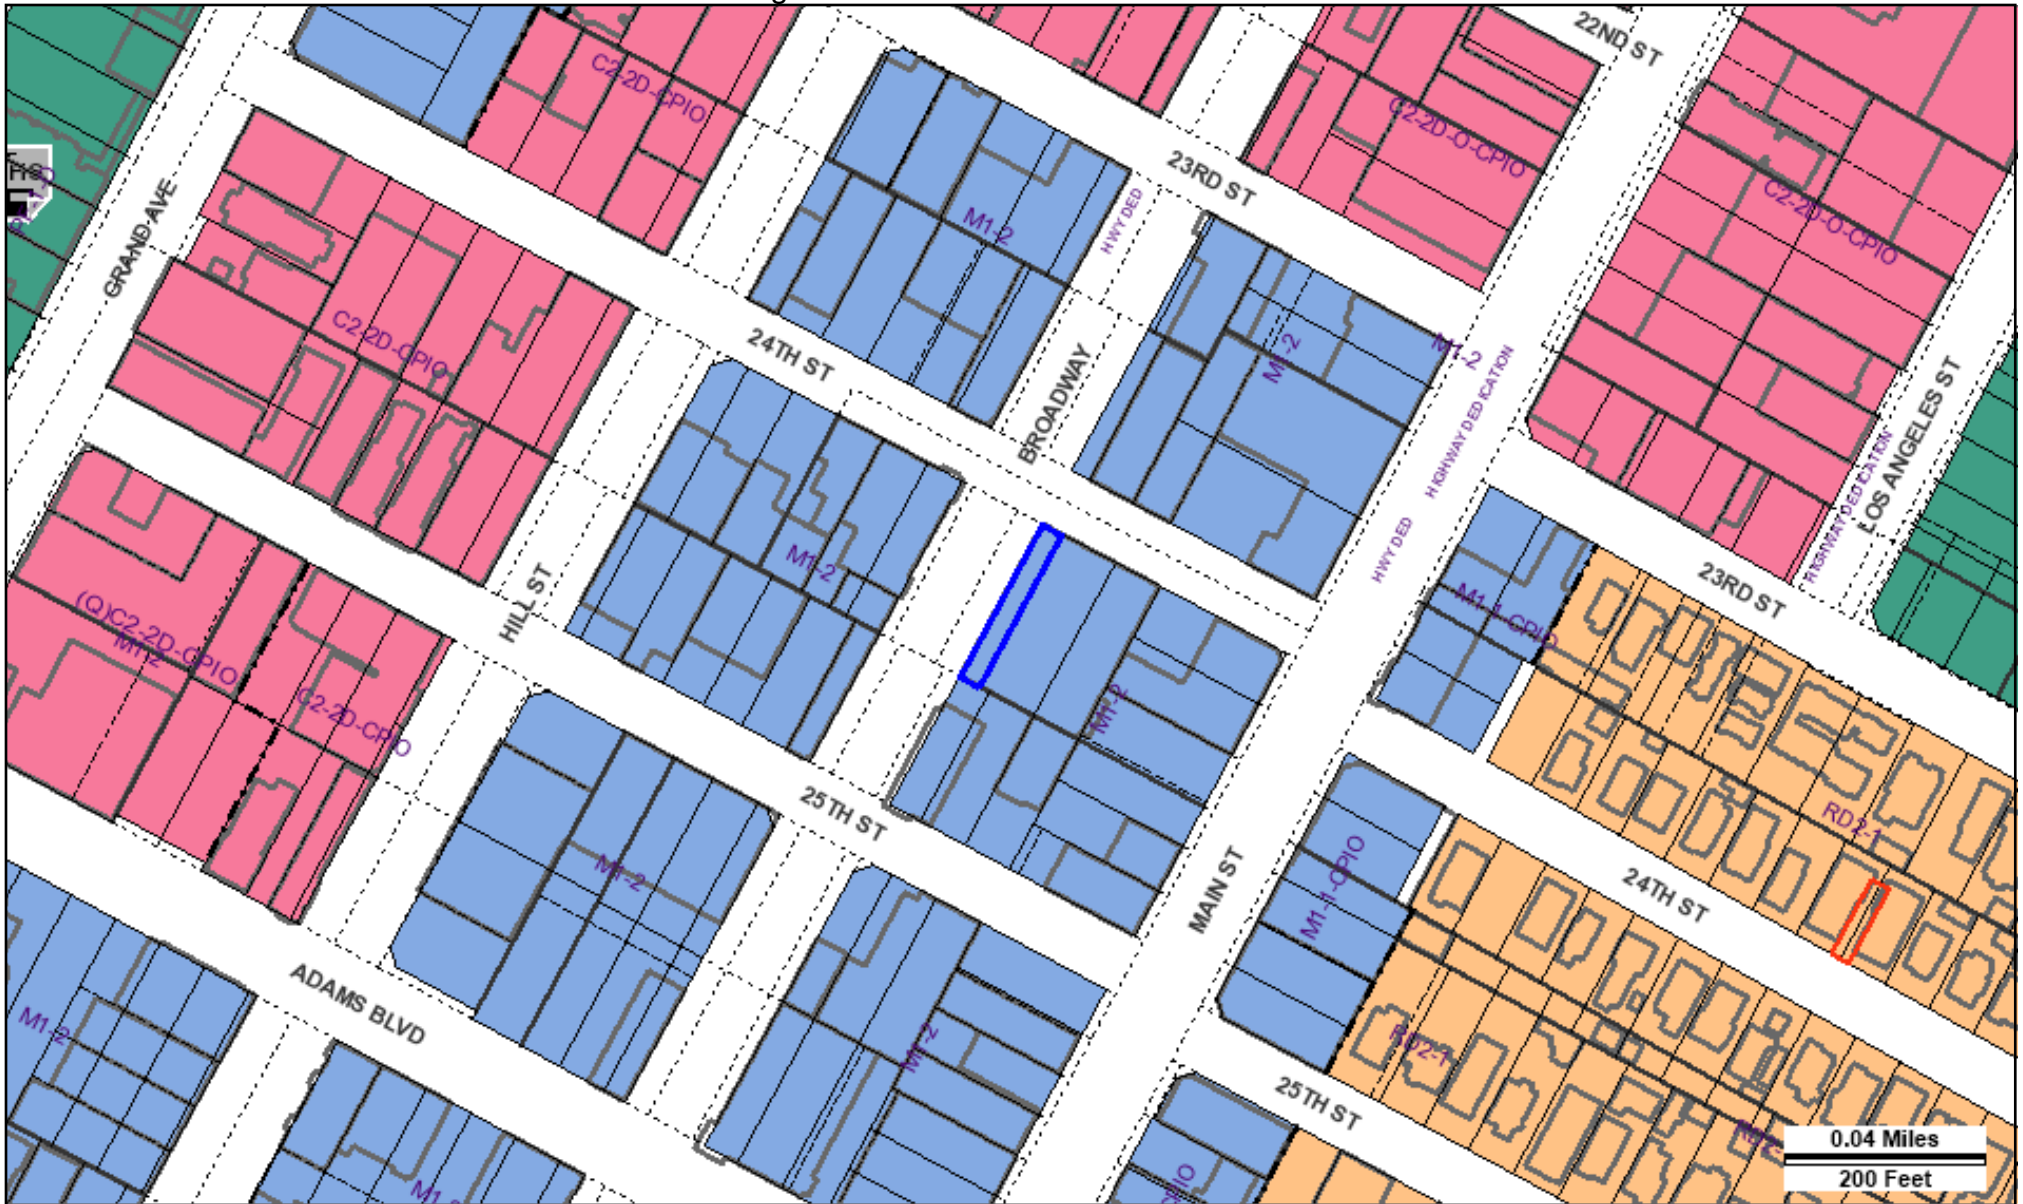 22ND ST
C2-2D-CPIO
C2-2D-O-CPIO
23RD ST
C2-2D-O-CPIO
GRAND AVE
HWY DED
M1-2
C2-2D-CPIO
24TH ST
M1-2
M1-2
HIGHWAY DEDICATION
BROADWAY
LOS ANGELES ST
HIGHWAY DEDICATION
HWY DED
M1-2
23RD ST
M1-1-CPIO
HILL ST
(Q)C2-2D-CPIO
M1-2
C2-2D-CPIO
M1-2
25TH ST
RD2-1
M1-2
MAIN ST
M1-1-CPIO
24TH ST
ADAMS BLVD
M1-2
M1-2
RD2-1
25TH ST
0.04 Miles
200 Feet